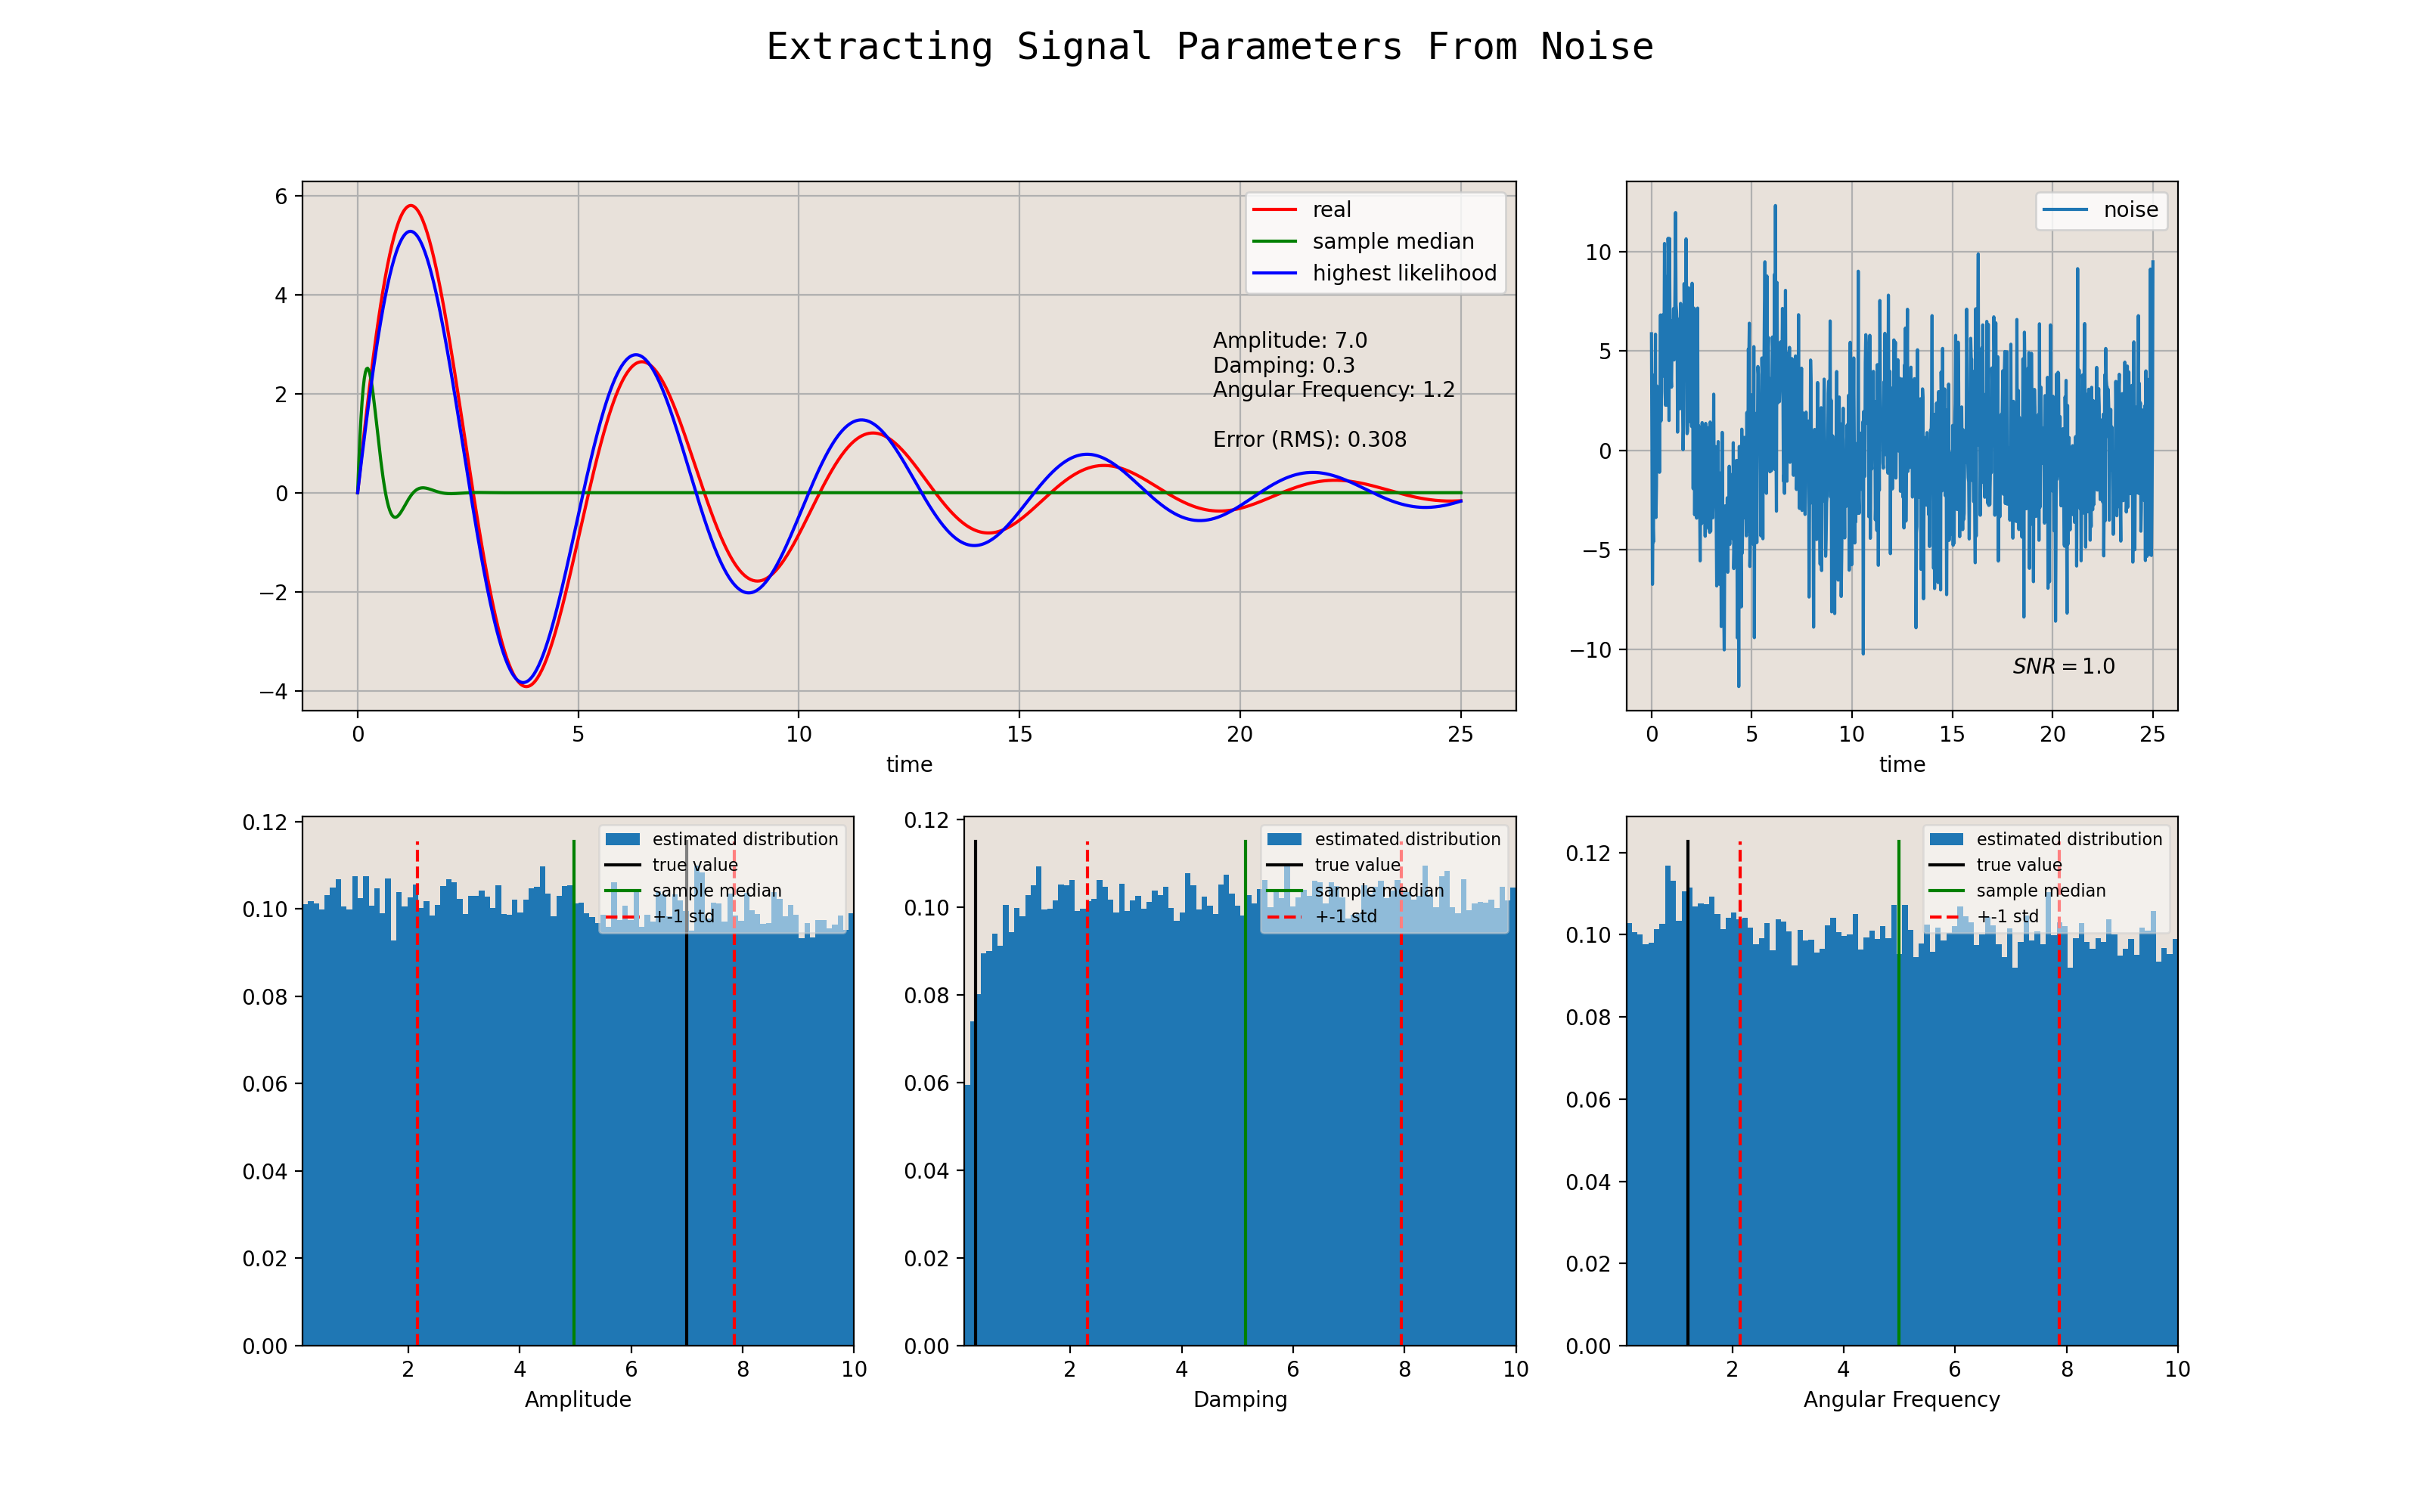 Extracting Signal Parameters From Noise
6
4
2
0
−2
−4
real
sample median
highest likelihood
Amplitude: 7.0
Damping: 0.3
Angular Frequency: 1.2
Error (RMS): 0.308
0 5 10 15 20 25
time
10
5
0
−5
−10
noise
SNR = 1.0
0 5 10 15 20 25
time
0.12
0.10
0.08
0.06
0.04
0.02
0.00
estimated distribution
true value
sample median
+-1 std
2 4 6 8 10
Amplitude
0.12
0.10
0.08
0.06
0.04
0.02
0.00
estimated distribution
true value
sample median
+-1 std
2 4 6 8 10
Damping
0.12
0.10
0.08
0.06
0.04
0.02
0.00
estimated distribution
true value
sample median
+-1 std
2 4 6 8 10
Angular Frequency